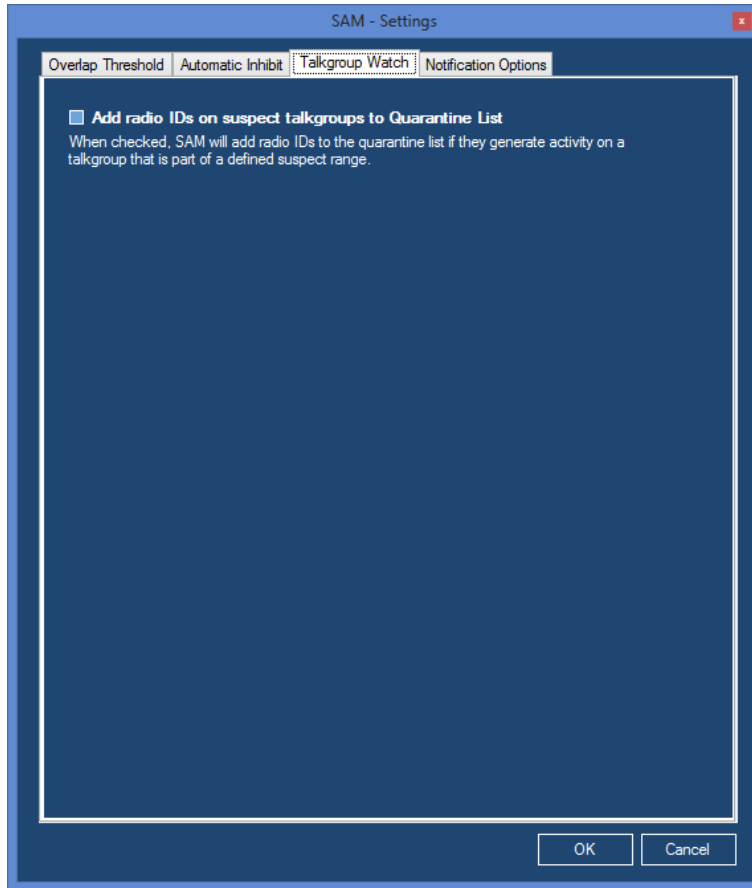 SAM - Settings
x
Overlap Threshold Automatic Inhibit Talkgroup Watch Notification Options
Add radio IDs on suspect talkgroups to Quarantine List
When checked, SAM will add radio IDs to the quarantine list if they generate activity on a
talkgroup that is part of a defined suspect range.
OK Cancel